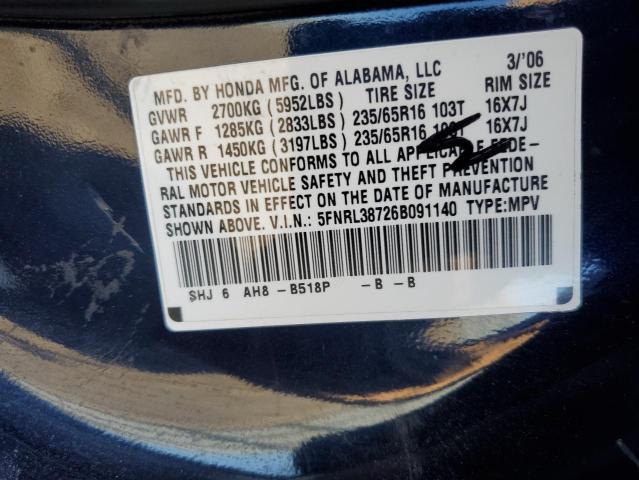 MFD. BY HONDA MFG. OF ALABAMA, LLC 3/'06
GVWR 2700KG (5952LBS) TIRE SIZE RIM SIZE
GAWR F 1285KG (2833LBS) 235/65R16 103T 16X7J
GAWR R 1450KG (3197LBS) 235/65R16 103T 16X7J
THIS VEHICLE CONFORMS TO ALL APPLICABLE FEDE-
RAL MOTOR VEHICLE SAFETY AND THEFT PREVENTION
STANDARDS IN EFFECT ON THE DATE OF MANUFACTURE
SHOWN ABOVE. V.I.N.: 5FNRL38726B091140 TYPE:MPV
SHJ 6 AH8 -B518P -B -B